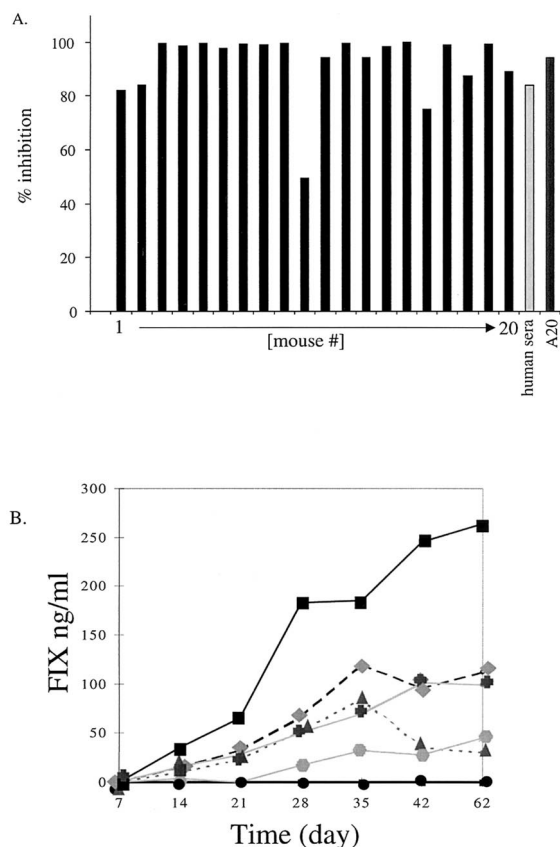 A.
% inhibition
100
80
60
40
20
0
1 20
[mouse #]
human sera
A20
B.
FIX ng/ml
300
250
200
150
100
50
0
7 14 21 28 35 42 62
Time (day)